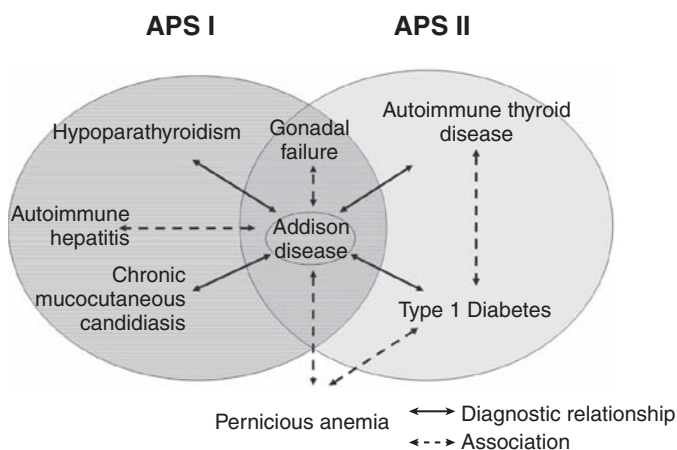 APS I
APS II
Hypoparathyroidism
Gonadal
failure
Autoimmune thyroid
disease
Autoimmune
hepatitis
Addison
disease
Chronic
mucocutaneous
candidiasis
Type 1 Diabetes
Pernicious anemia
Diagnostic relationship
Association